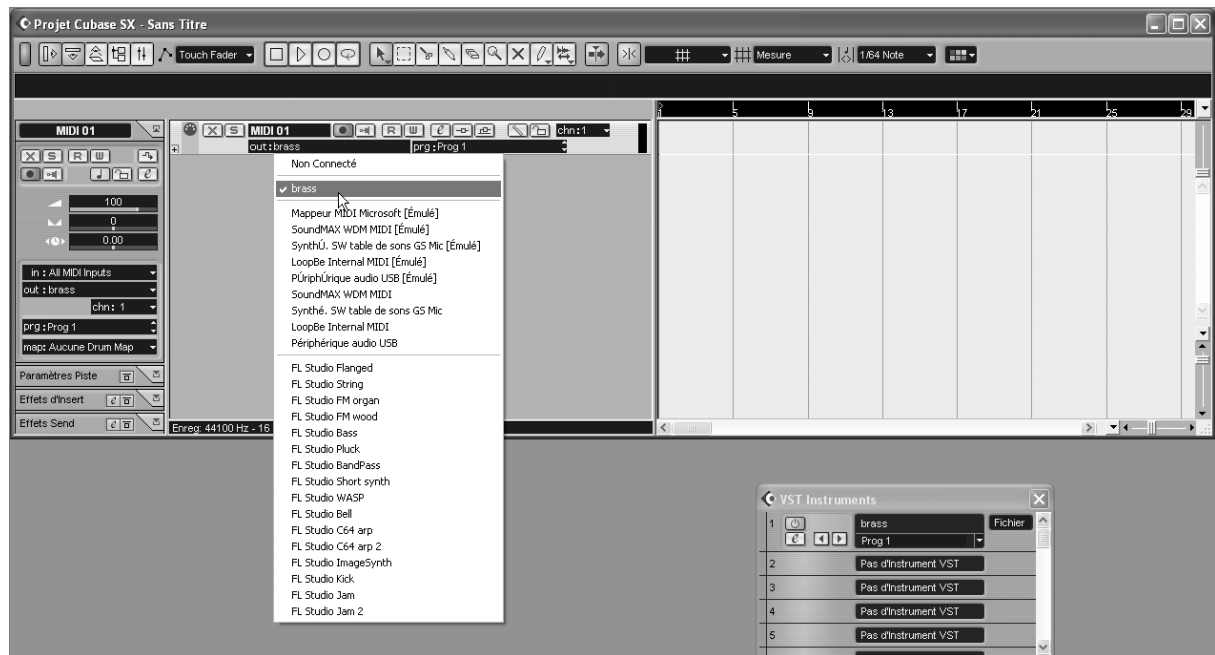 Projet Cubase SX - Sans Titre
Touch Fader
Mesure
1/64 Note
1 5 9 13 17 21 25 29
MIDI 01
X S MIDI 01 R W e chn:1
out:brass prg:Prog 1
X S R W
e
100
0
0.00
in : All MIDI Inputs
out : brass
chn: 1
prg:Prog 1
map: Aucune Drum Map
Paramètres Piste
Effets d'Insert
Effets Send
Enreg: 44100 Hz - 16
Non Connecté
brass
Mappeur MIDI Microsoft [Émulé]
SoundMAX WDM MIDI [Émulé]
SynthÚ. SW table de sons GS Mic [Émulé]
LoopBe Internal MIDI [Émulé]
PÚriphÚrique audio USB [Émulé]
SoundMAX WDM MIDI
Synthé. SW table de sons GS Mic
LoopBe Internal MIDI
Périphérique audio USB
FL Studio Flanged
FL Studio String
FL Studio FM organ
FL Studio FM wood
FL Studio Bass
FL Studio Pluck
FL Studio BandPass
FL Studio Short synth
FL Studio WASP
FL Studio Bell
FL Studio C64 arp
FL Studio C64 arp 2
FL Studio ImageSynth
FL Studio Kick
FL Studio Jam
FL Studio Jam 2
VST Instruments
1 brass Fichier
e Prog 1
2 Pas d'Instrument VST
3 Pas d'Instrument VST
4 Pas d'Instrument VST
5 Pas d'Instrument VST